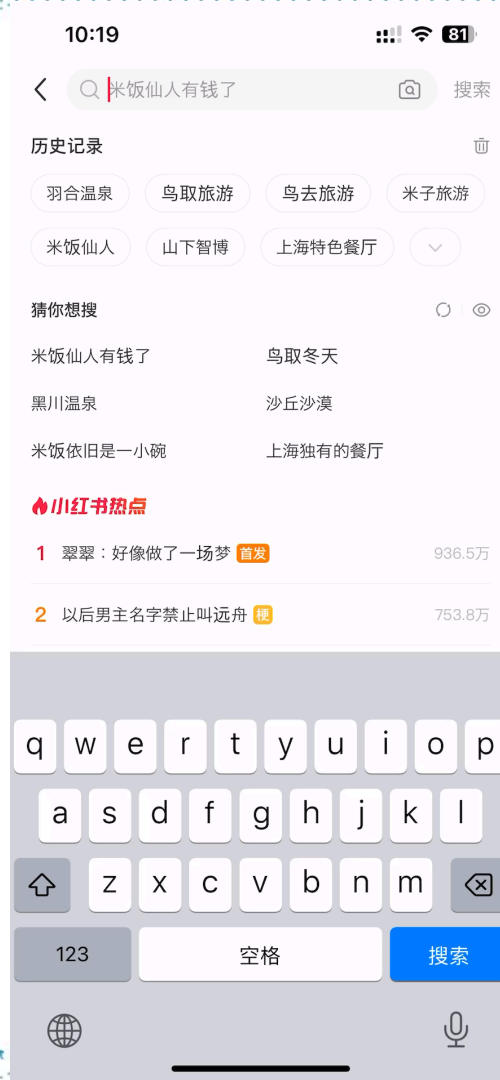 10:19
81
米饭仙人有钱了
搜索
历史记录
羽合温泉
鸟取旅游
鸟去旅游
米子旅游
米饭仙人
山下智博
上海特色餐厅
猜你想搜
米饭仙人有钱了
鸟取冬天
黑川温泉
沙丘沙漠
米饭依旧是一小碗
上海独有的餐厅
小红书热点
1 翠翠：好像做了一场梦 首发 936.5万
2 以后男主名字禁止叫远舟 梗 753.8万
q w e r t y u i o p
a s d f g h j k l
z x c v b n m
123 空格 搜索